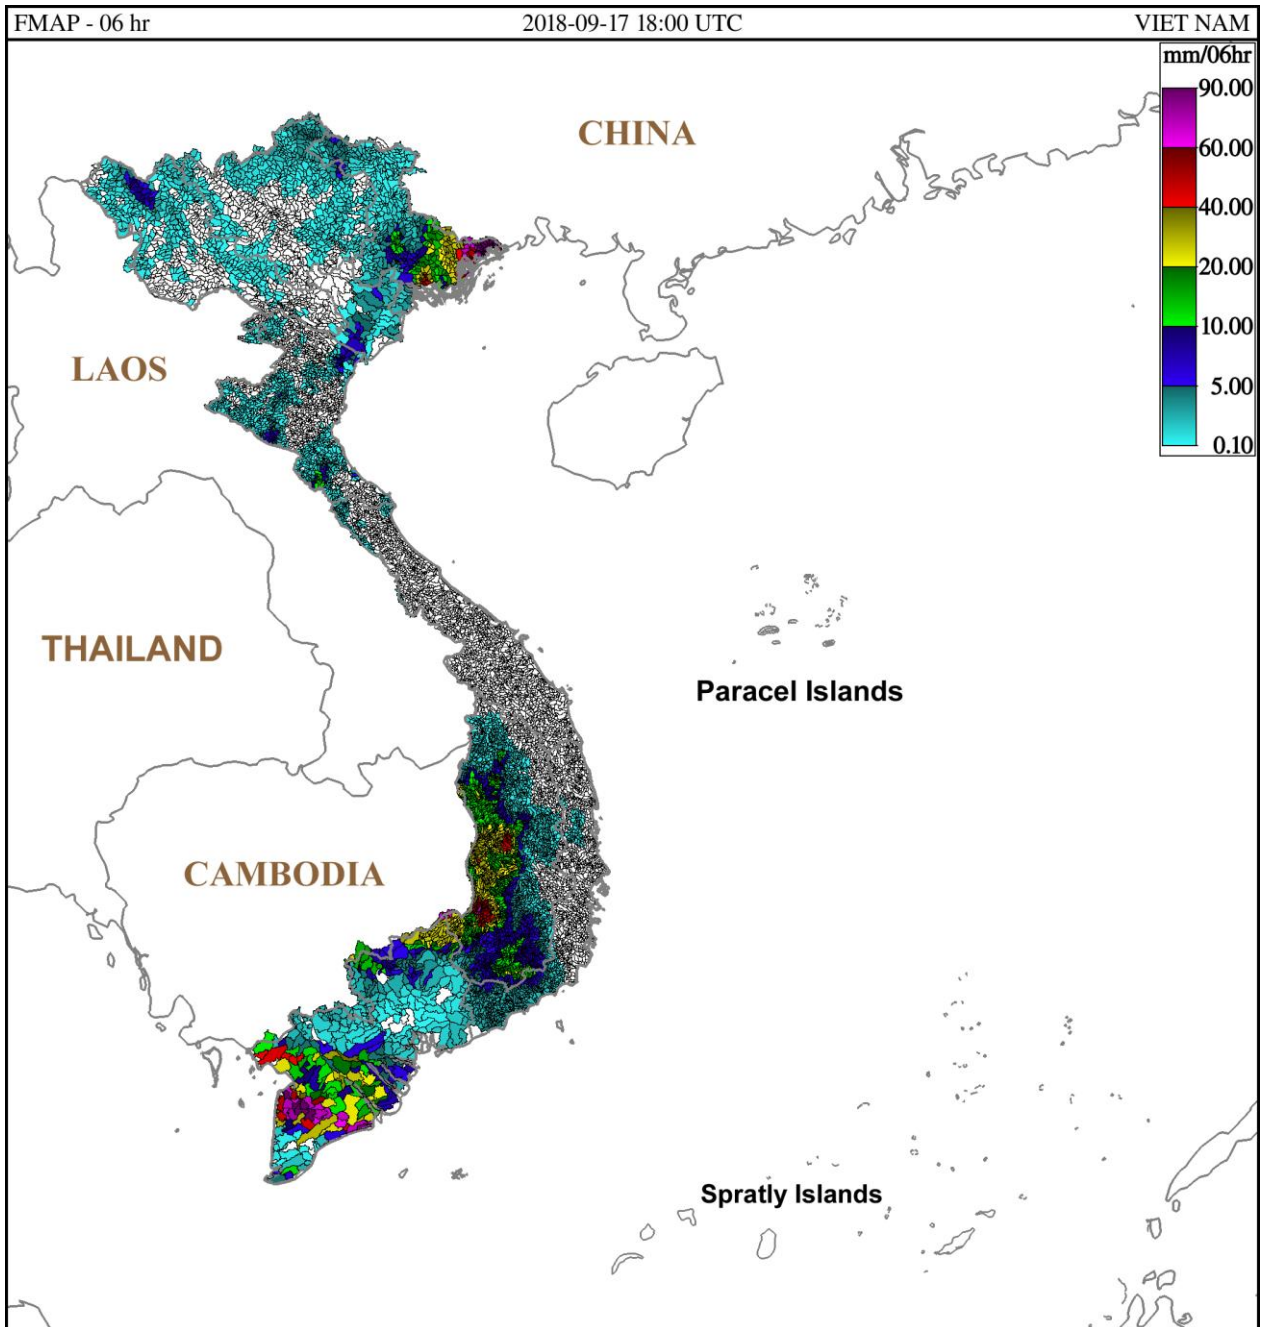 FMAP - 06 hr
2018-09-17 18:00 UTC
VIET NAM
mm/06hr
90.00
60.00
40.00
20.00
10.00
5.00
0.10
CHINA
LAOS
THAILAND
Paracel Islands
CAMBODIA
Spratly Islands